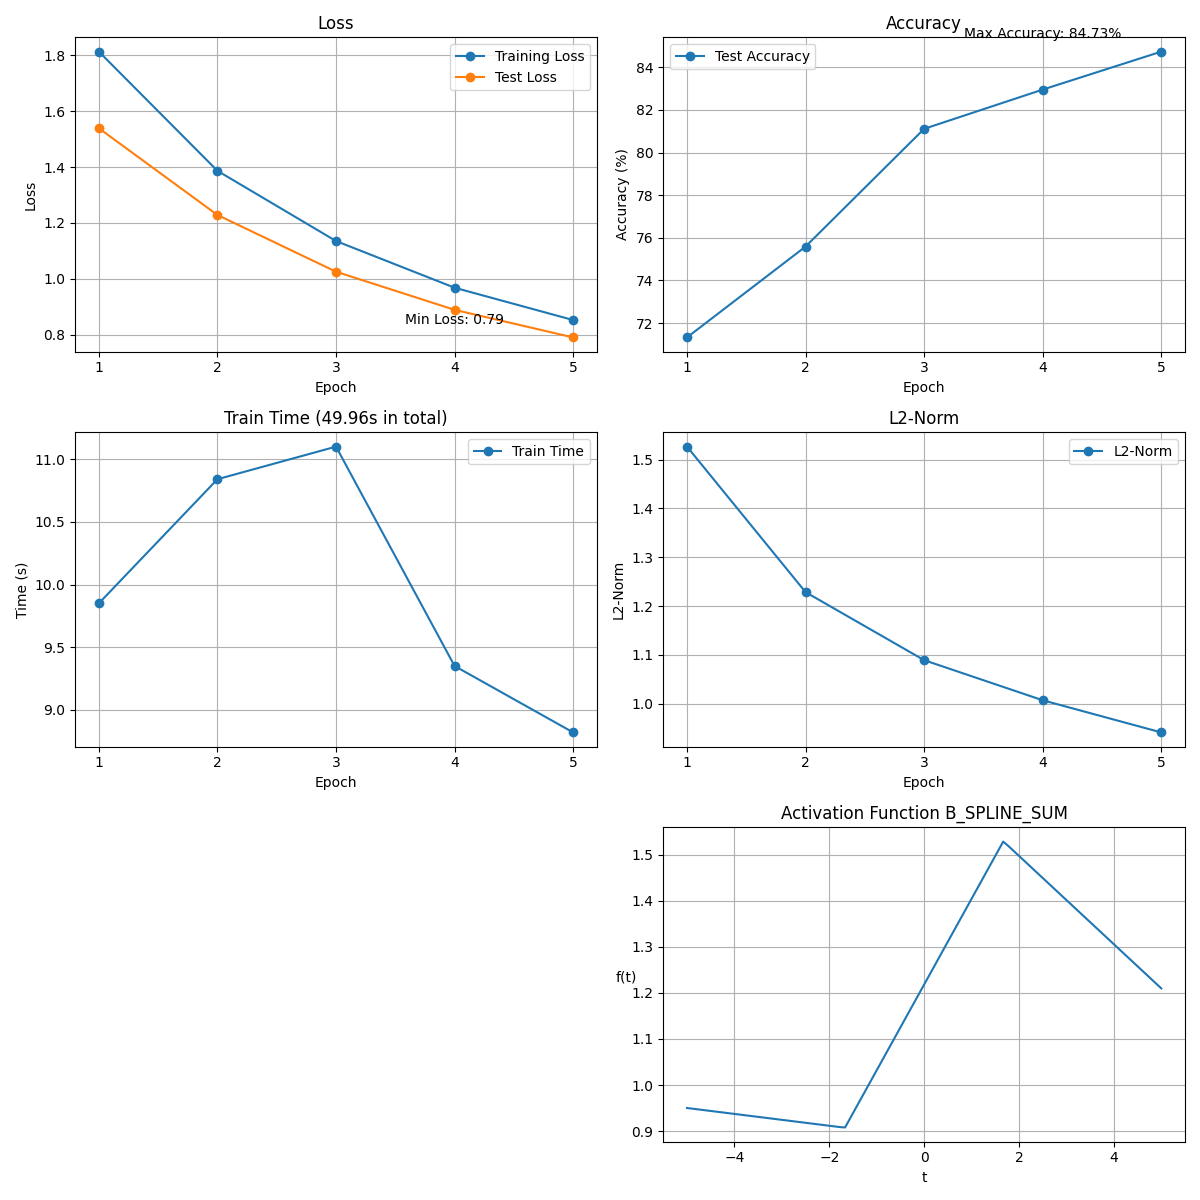 Loss
Training Loss
Test Loss
Min Loss: 0.79
Loss
1.8
1.6
1.4
1.2
1.0
0.8
1 2 3 4 5
Epoch
Accuracy
Max Accuracy: 84.73%
Test Accuracy
Accuracy (%)
84
82
80
78
76
74
72
1 2 3 4 5
Epoch
Train Time (49.96s in total)
Train Time
Time (s)
11.0
10.5
10.0
9.5
9.0
1 2 3 4 5
Epoch
L2-Norm
L2-Norm
L2-Norm
1.5
1.4
1.3
1.2
1.1
1.0
1 2 3 4 5
Epoch
Activation Function B_SPLINE_SUM
f(t)
1.5
1.4
1.3
1.2
1.1
1.0
0.9
−4 −2 0 2 4
t